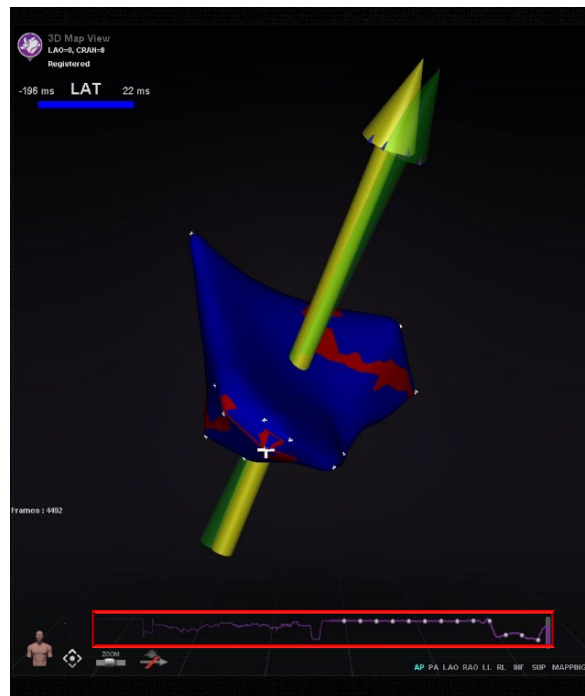 3D Map View
LAO=0, CRAN=0
Registered
-196 ms LAT 22 ms
Frames : 4492
ZOOM
AP PA LAO RAO LL RL INF SUP MAPPING